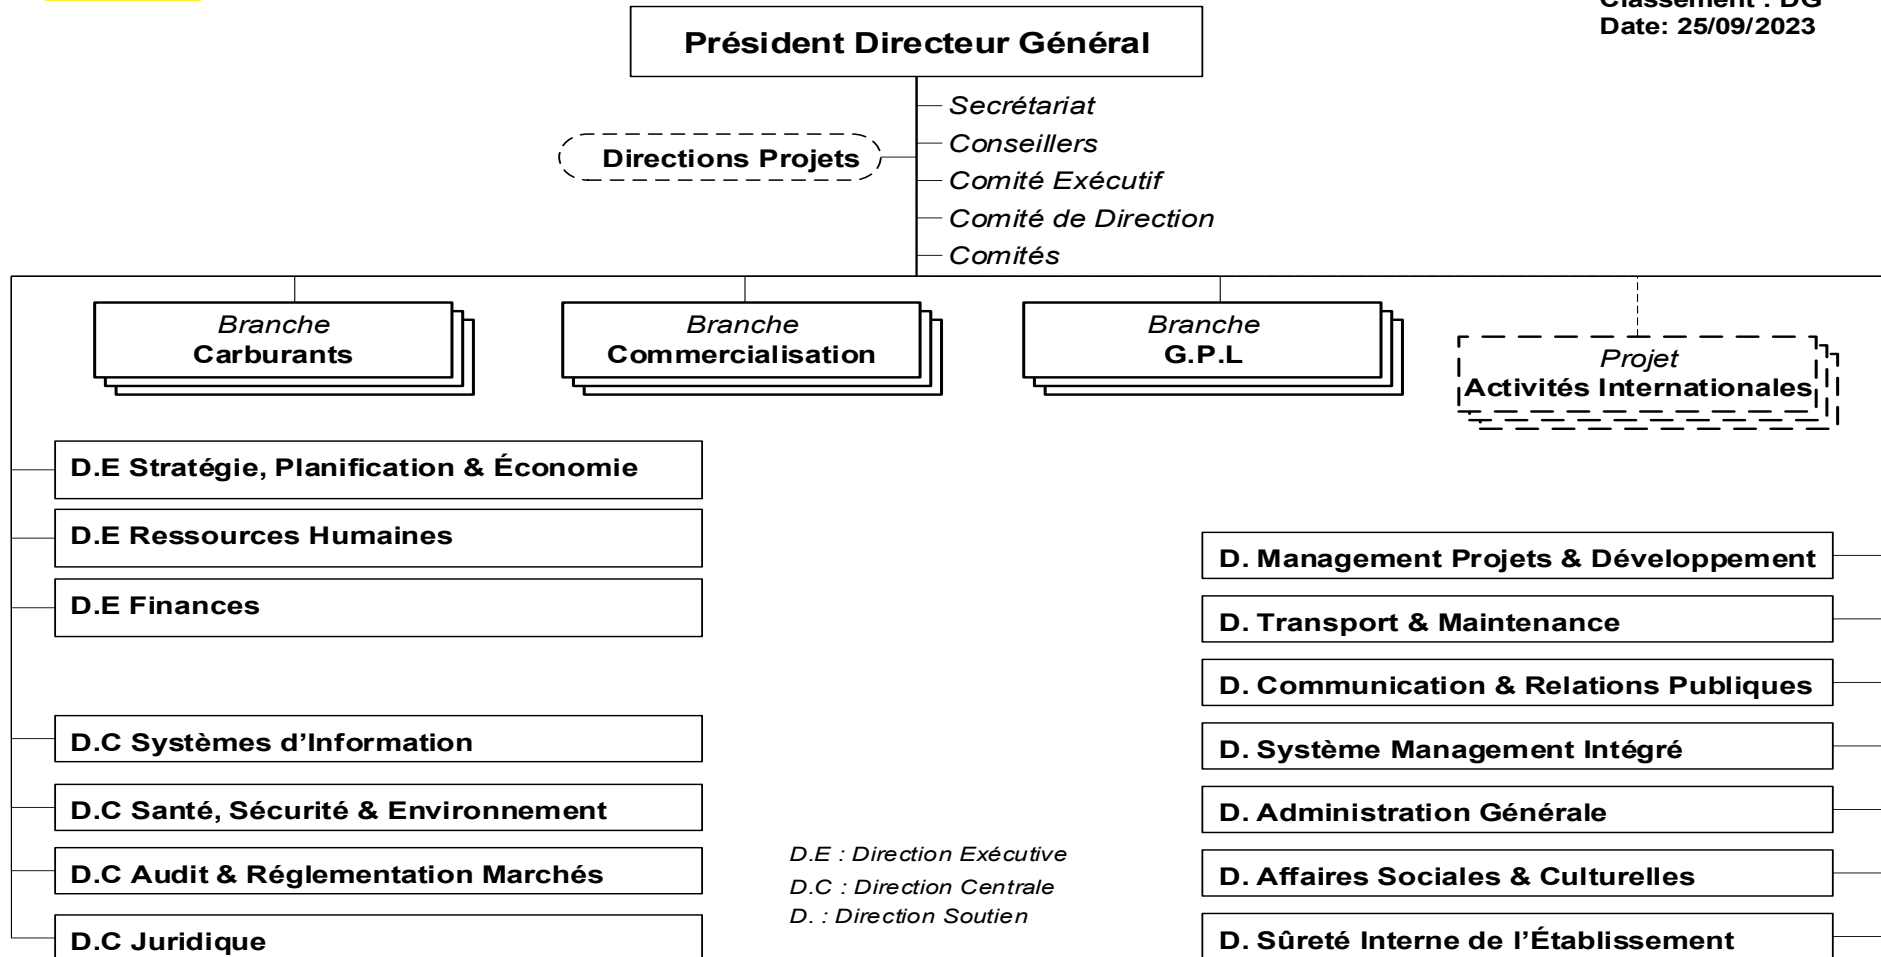 Classement : DG
Date: 25/09/2023
Président Directeur Général
Secrétariat
Conseillers
Directions Projets
Comité Exécutif
Comité de Direction
Comités
Branche
Carburants
Branche
Commercialisation
Branche
G.P.L
Projet
Activités Internationales
D.E Stratégie, Planification & Économie
D.E Ressources Humaines
D.E Finances
D.C Systèmes d’Information
D.C Santé, Sécurité & Environnement
D.C Audit & Réglementation Marchés
D.C Juridique
D.E : Direction Exécutive
D.C : Direction Centrale
D. : Direction Soutien
D. Management Projets & Développement
D. Transport & Maintenance
D. Communication & Relations Publiques
D. Système Management Intégré
D. Administration Générale
D. Affaires Sociales & Culturelles
D. Sûreté Interne de l’Établissement